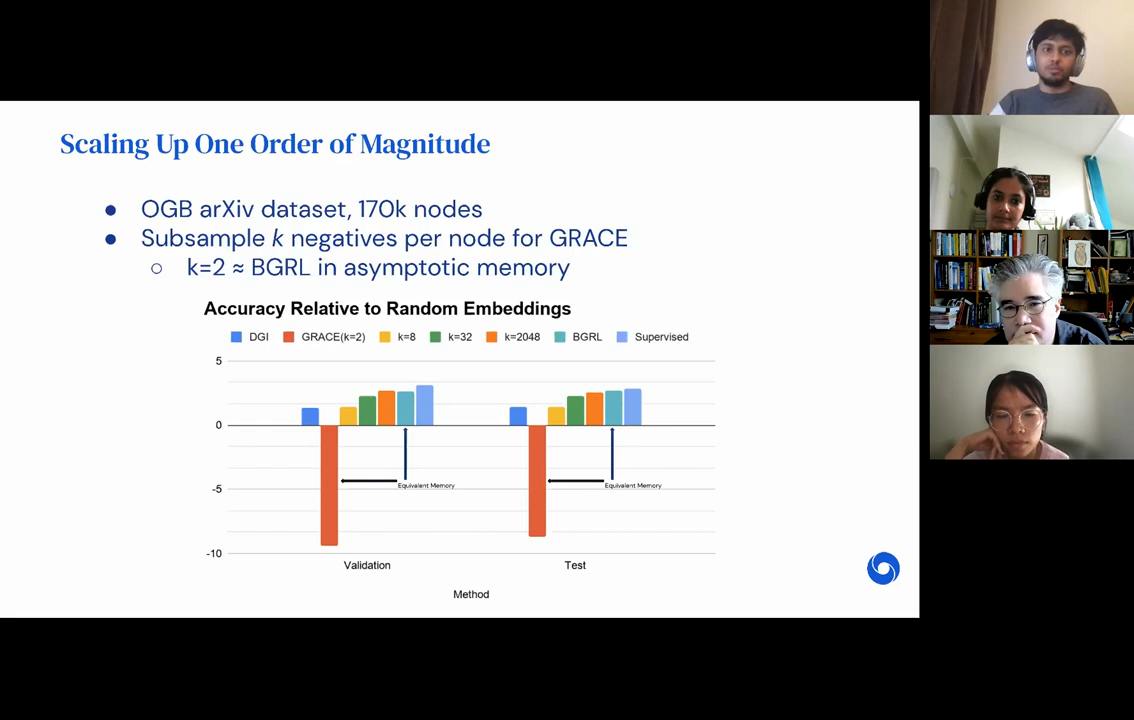 Scaling Up One Order of Magnitude
● OGB arXiv dataset, 170k nodes
● Subsample k negatives per node for GRACE
○ k=2 ≈ BGRL in asymptotic memory
Accuracy Relative to Random Embeddings
DGI GRACE(k=2) k=8 k=32 k=2048 BGRL Supervised
5
0
-5
Equivalent Memory Equivalent Memory
-10
Validation Test
Method